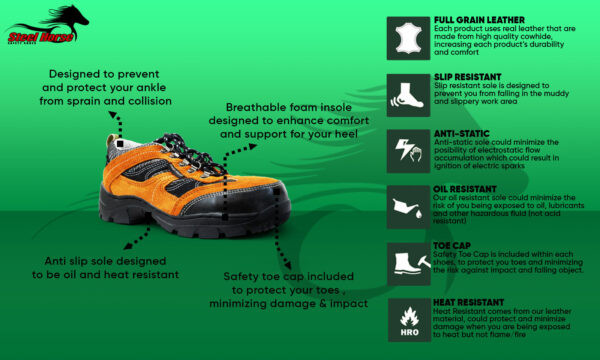 Steel Horse
SAFETY SHOES
Designed to prevent
and protect your ankle
from sprain and collision
Breathable foam insole
designed to enhance comfort
and support for your heel
Anti slip sole designed
to be oil and heat resistant
Safety toe cap included
to protect your toes ,
minimizing damage & impact
FULL GRAIN LEATHER
Each product uses real leather that are
made from high quality cowhide,
increasing each product's durability
and comfort
SLIP RESISTANT
Slip resistant sole is designed to
prevent you from falling in the muddy
and slippery work area
ANTI-STATIC
Anti-static sole could minimize the
posibility of electrostatic flow
accumulation which could result in
ignition of electric sparks
OIL RESISTANT
Our oil resistant sole could minimize the
risk of you being exposed to oil, lubricants
and other hazardous fluid (not acid
resistant)
TOE CAP
Safety Toe Cap is included within each
shoes, to protect you toes and minimizing
the risk against impact and falling object.
HRO
HEAT RESISTANT
Heat Resistant comes from our leather
material, could protect and minimize
damage when you are being exposed
to heat but not flame/fire